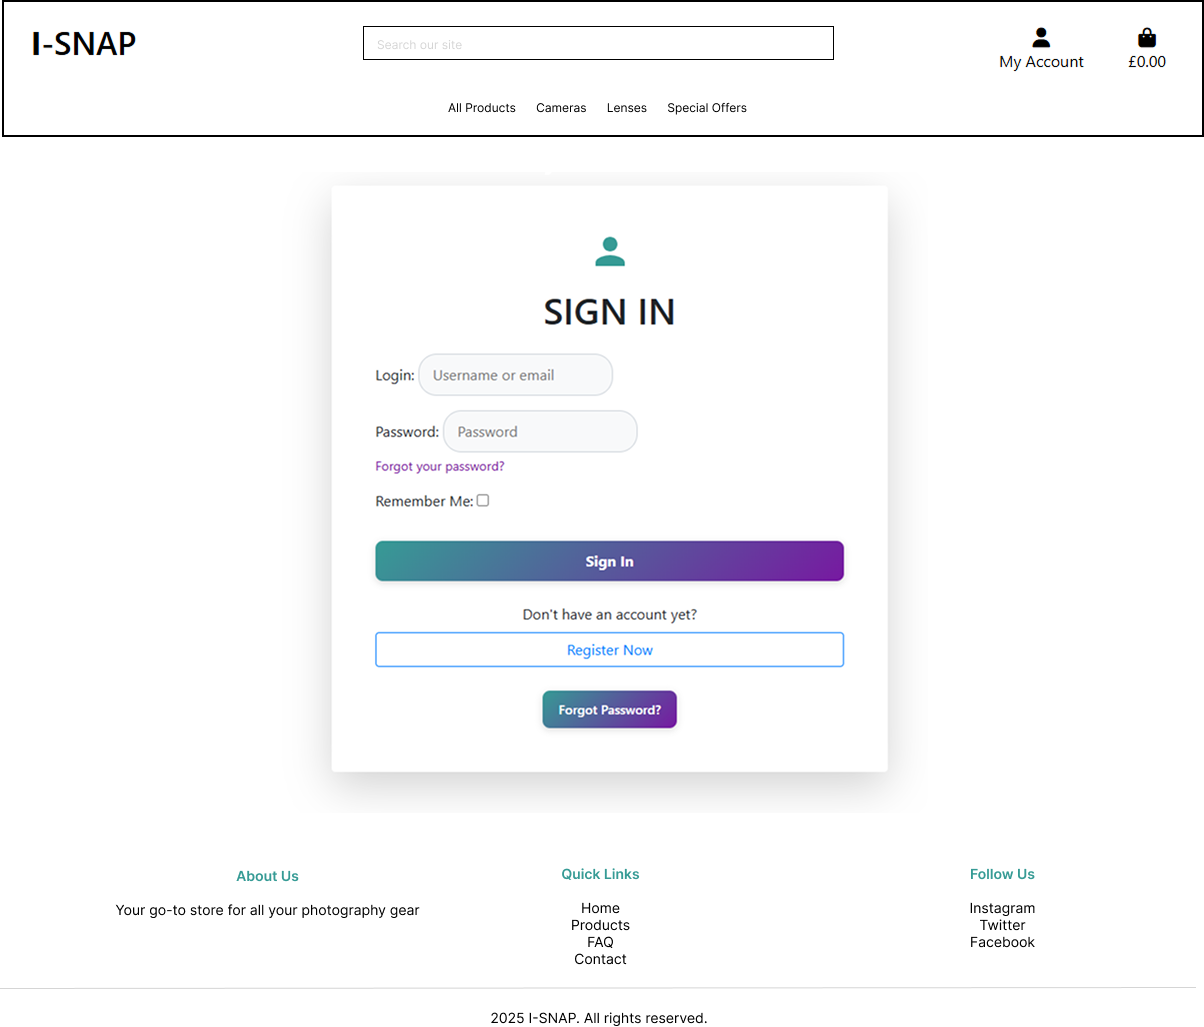 I-SNAP
Search our site
My Account
£0.00
All Products Cameras Lenses Special Offers
SIGN IN
Login: Username or email
Password: Password
Forgot your password?
Remember Me:
Sign In
Don't have an account yet?
Register Now
Forgot Password?
About Us
Your go-to store for all your photography gear
Quick Links
Home
Products
FAQ
Contact
Follow Us
Instagram
Twitter
Facebook
2025 I-SNAP. All rights reserved.